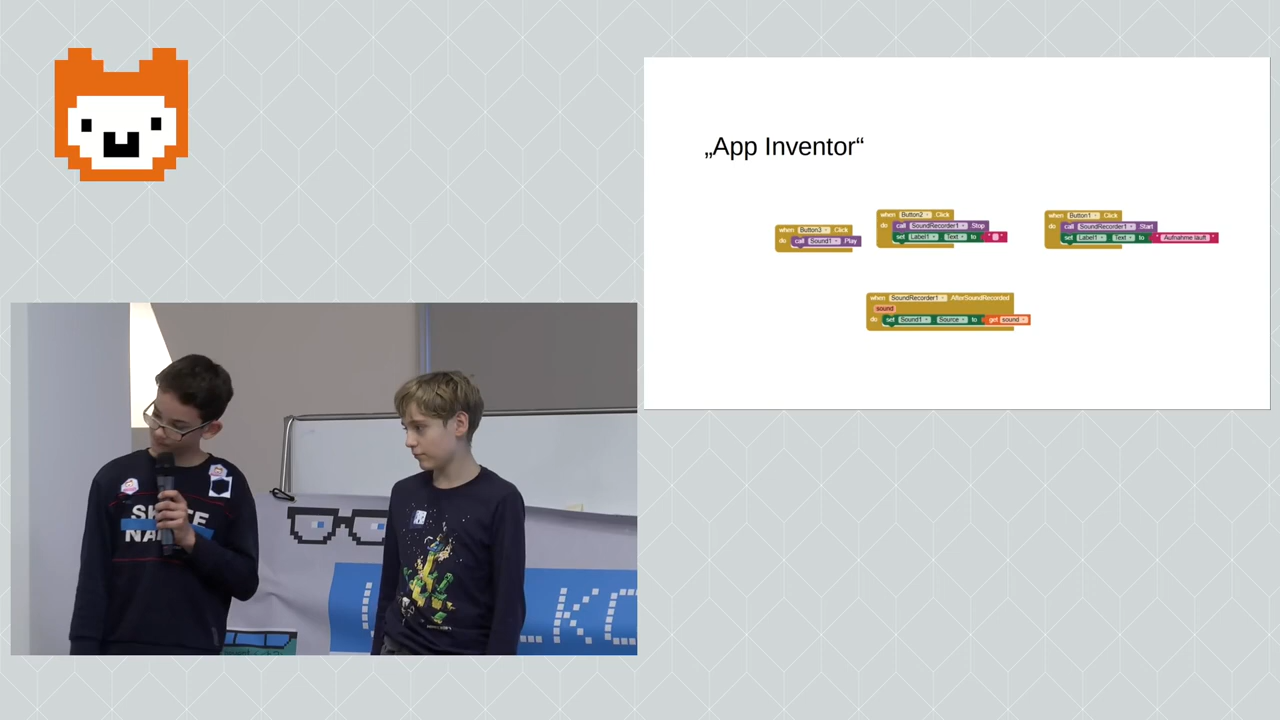 „App Inventor“
when Button3 Click
do call Sound1 Play
when Button2 Click
do call SoundRecorder1 Stop
set Label1 Text to " "
when Button1 Click
do call SoundRecorder1 Start
set Label1 Text to " Aufnahme läuft "
when SoundRecorder1 AfterSoundRecorded
sound
do set Sound1 Source to get sound